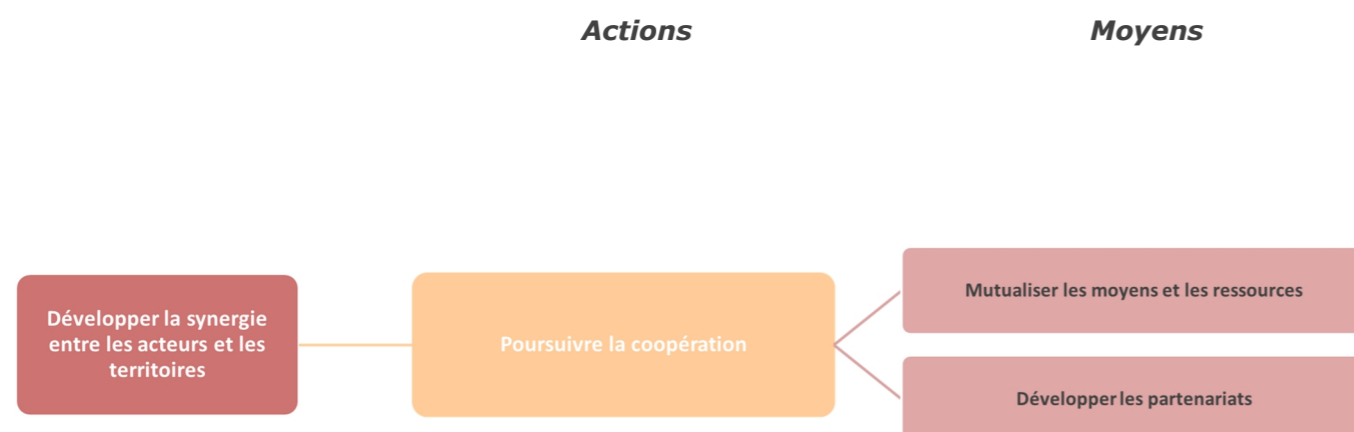 Actions
Moyens
Développer la synergie
entre les acteurs et les
territoires
Poursuivre la coopération
Mutualiser les moyens et les ressources
Développer les partenariats